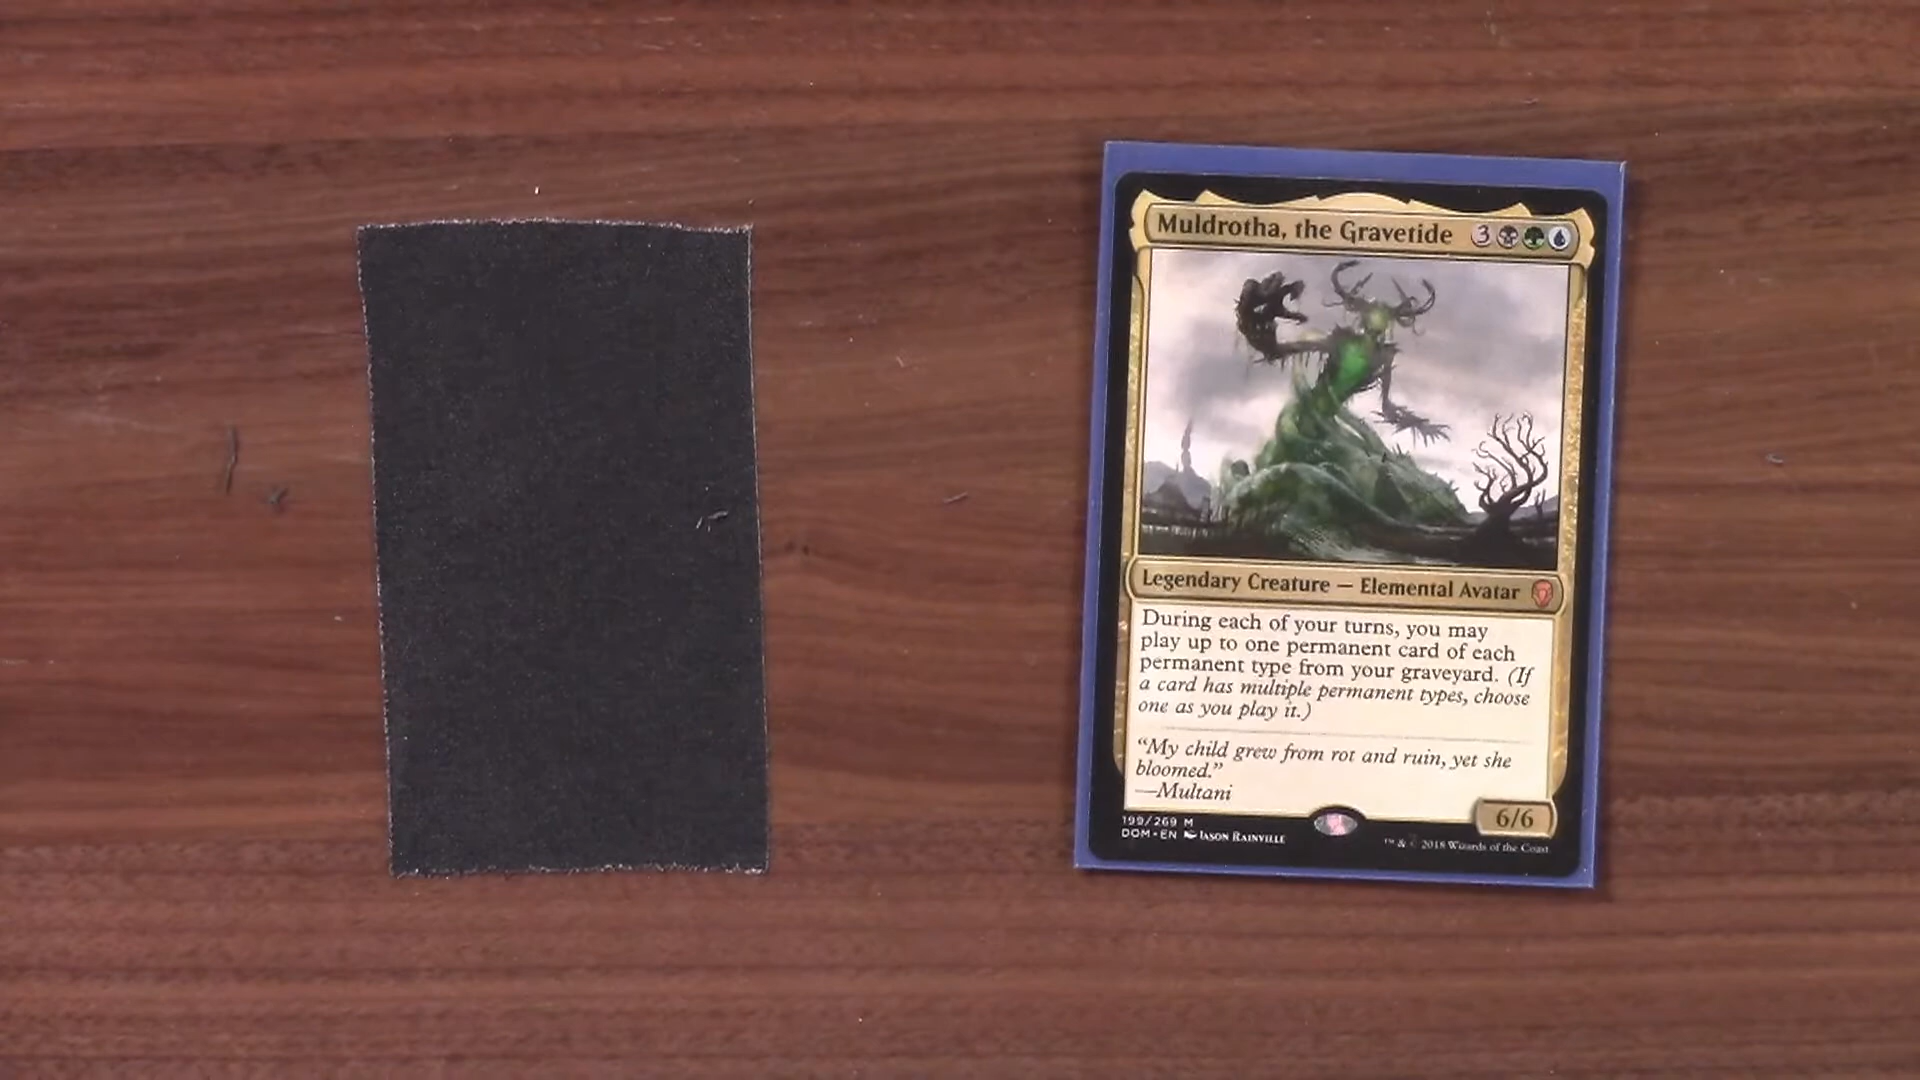 Muldrotha, the Gravetide 3
Legendary Creature — Elemental Avatar
During each of your turns, you may
play up to one permanent card of each
permanent type from your graveyard. (If
a card has multiple permanent types, choose
one as you play it.)
“My child grew from rot and ruin, yet she
bloomed.”
—Multani
6/6
199/269 M
DOM • EN Jason Rainville
™ & © 2018 Wizards of the Coast